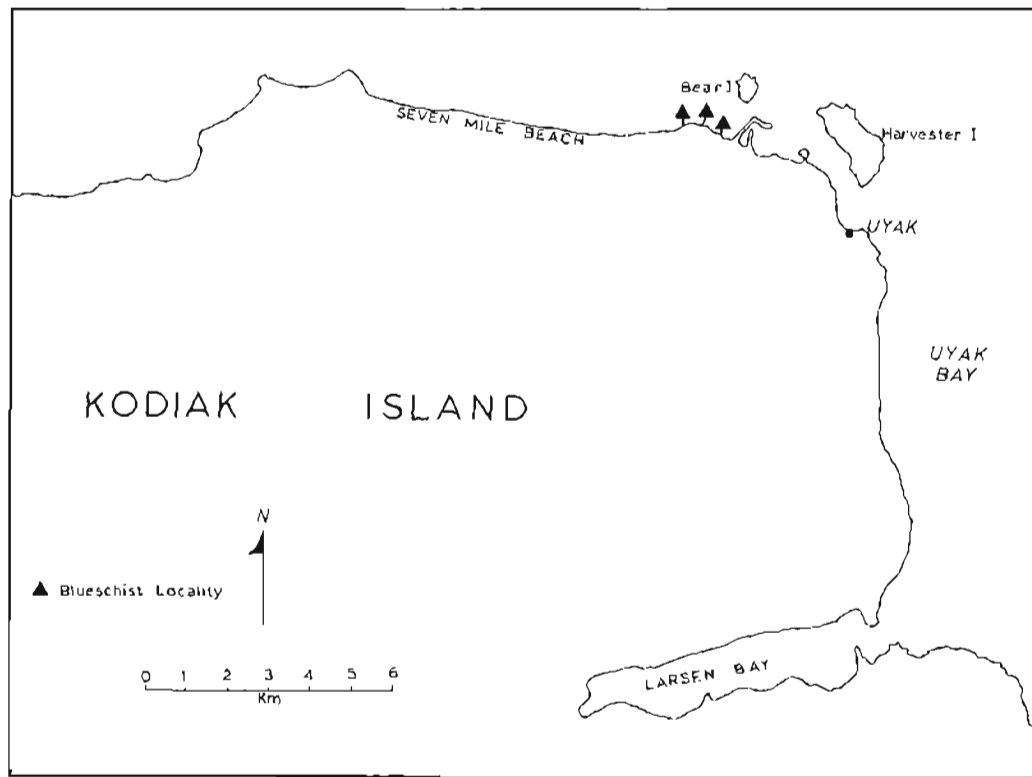 Bear I
SEVEN MILE BEACH
Harvester I
UYAK
UYAK
BAY
KODIAK ISLAND
N
▲ Blueschist Locality
0 1 2 3 4 5 6
Km
LARSEN BAY